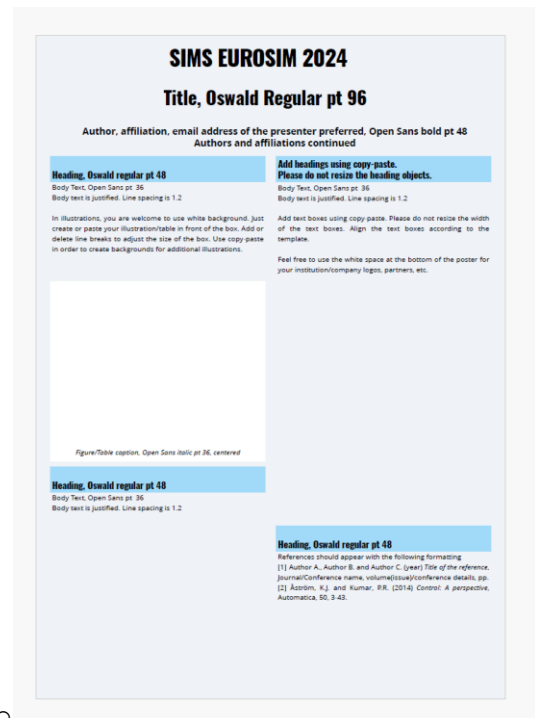 SIMS EUROSIM 2024
Title, Oswald Regular pt 96
Author, affiliation, email address of the presenter preferred, Open Sans bold pt 48
Authors and affiliations continued
Heading, Oswald regular pt 48
Body Text, Open Sans pt 36
Body text is justified. Line spacing is 1.2
In illustrations, you are welcome to use white background. Just
create or paste your illustration/table in front of the box. Add or
delete line breaks to adjust the size of the box. Use copy-paste
in order to create backgrounds for additional illustrations.
Figure/Table caption, Open Sans italic pt 36, centered
Heading, Oswald regular pt 48
Body Text, Open Sans pt 36
Body text is justified. Line spacing is 1.2
Add headings using copy-paste.
Please do not resize the heading objects.
Body Text, Open Sans pt 36
Body text is justified. Line spacing is 1.2
Add text boxes using copy-paste. Please do not resize the width
of the text boxes. Align the text boxes according to the
template.
Feel free to use the white space at the bottom of the poster for
your institution/company logos, partners, etc.
Heading, Oswald regular pt 48
References should appear with the following formatting
[1] Author A., Author B. and Author C. (year) Title of the reference,
Journal/Conference name, volume(issue)/conference details, pp.
[2] Åström, K.J. and Kumar, P.R. (2014) Control: A perspective,
Automatica, 50, 3-43.